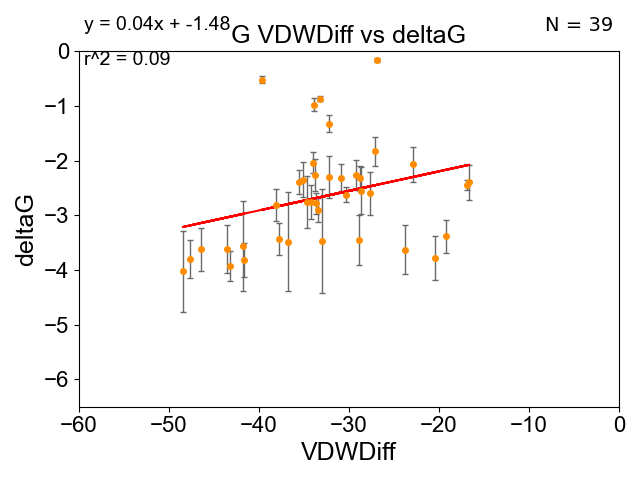 y = 0.04x + -1.48
G VDWDiff vs deltaG
N = 39
r^2 = 0.09
0
−1
−2
−3
−4
−5
−6
deltaG
−60
−50
−40
−30
−20
−10
0
VDWDiff